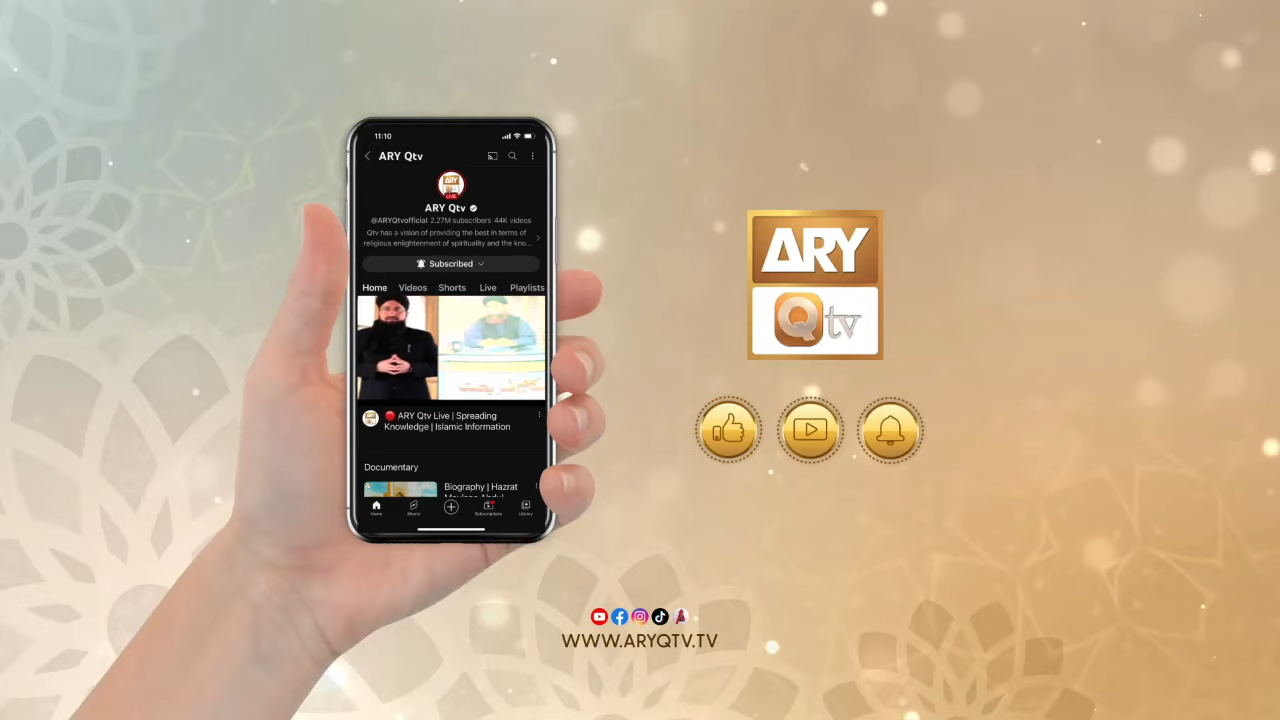 11:10
ARY Qtv
LIVE
ARY Qtv
@ARYQtvofficial 2.27M subscribers 44K videos
Qtv has a vision of providing the best in terms of
religious enlightenment of spirituality and the kno...
Subscribed
Home Videos Shorts Live Playlists
ARY Qtv Live | Spreading
Knowledge | Islamic Information
Documentary
Biography | Hazrat
Home Shorts Subscriptions Library
ARY
Qtv
WWW.ARYQTV.TV